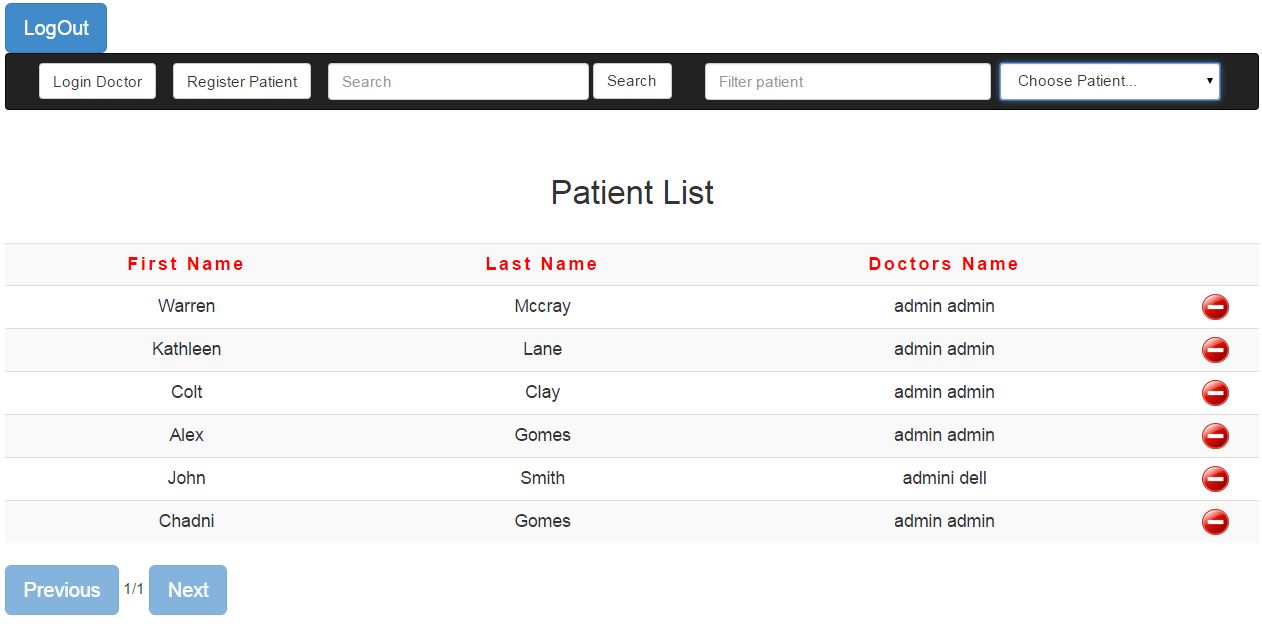 LogOut
Login Doctor Register Patient Search Search Filter patient Choose Patient...
Patient List
First Name Last Name Doctors Name
Warren Mccray admin admin
Kathleen Lane admin admin
Colt Clay admin admin
Alex Gomes admin admin
John Smith admini dell
Chadni Gomes admin admin
Previous 1/1 Next